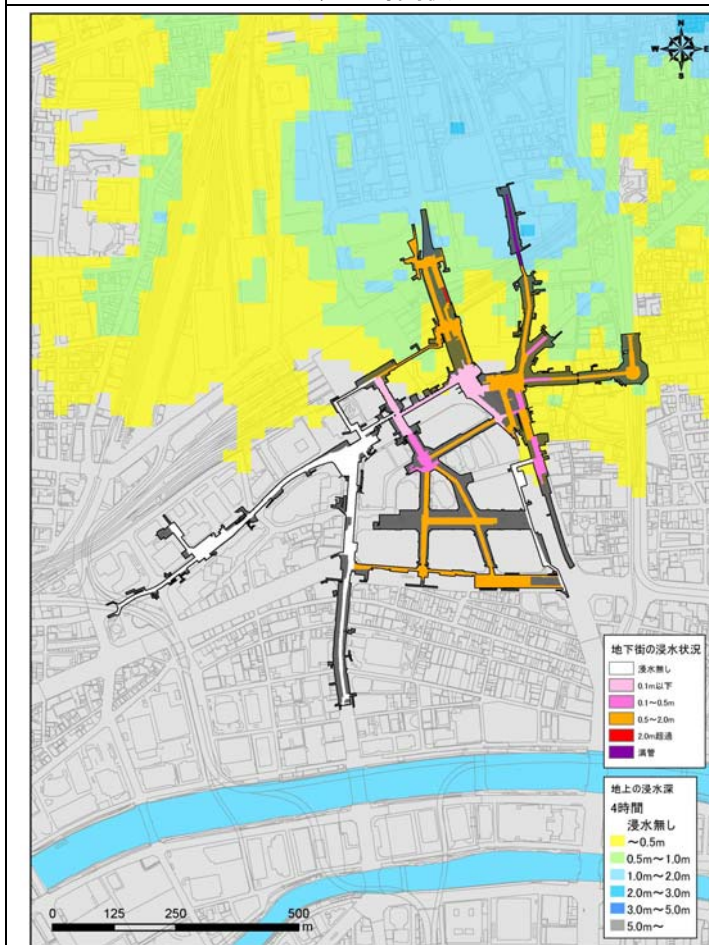 N
W E
S
地下街の浸水状況
浸水無し
0.1m以下
0.1～0.5m
0.5～2.0m
2.0m超過
満管
地上の浸水深
4時間
浸水無し
～0.5m
0.5m～1.0m
1.0m～2.0m
2.0m～3.0m
3.0m～5.0m
5.0m～
0 125 250 500
m